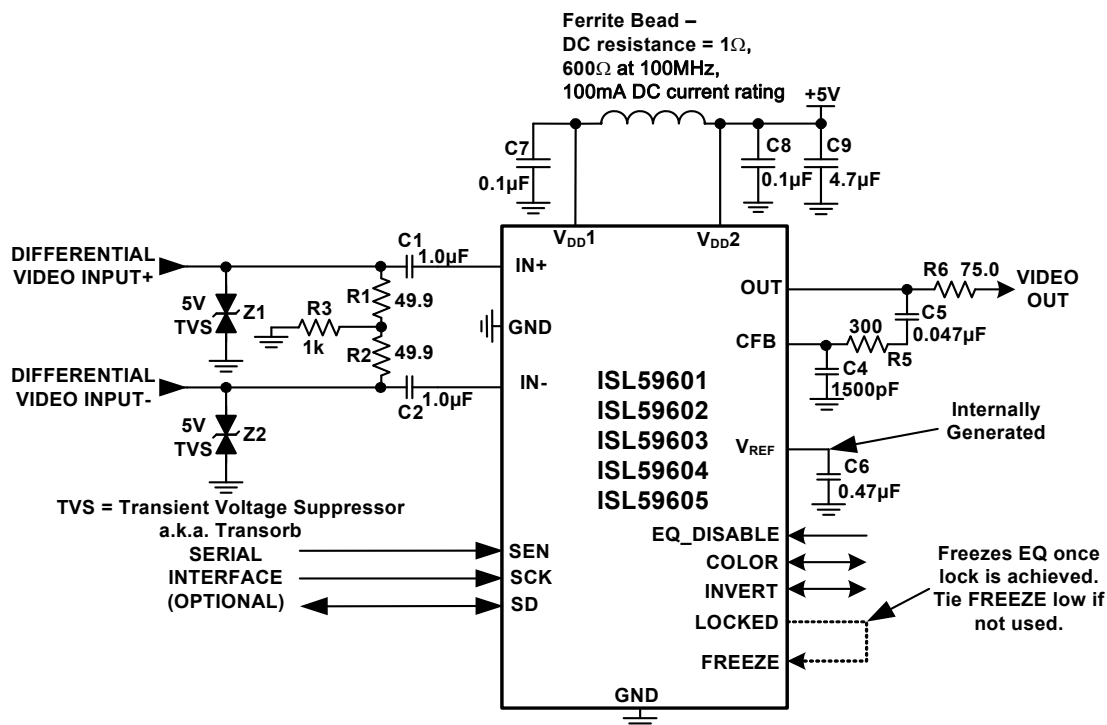 Ferrite Bead –
DC resistance = 1Ω,
600Ω at 100MHz,
100mA DC current rating
+5V
C7
0.1µF
C8
0.1µF
C9
4.7µF
VDD1
VDD2
DIFFERENTIAL
VIDEO INPUT+
C1
1.0µF
IN+
5V
TVS
Z1
R1
49.9
R3
1k
GND
R2
49.9
DIFFERENTIAL
VIDEO INPUT-
C2
1.0µF
IN-
5V
TVS
Z2
TVS = Transient Voltage Suppressor
a.k.a. Transorb
SERIAL
INTERFACE
(OPTIONAL)
SEN
SCK
SD
ISL59601
ISL59602
ISL59603
ISL59604
ISL59605
OUT
R6 75.0
VIDEO
OUT
C5
0.047µF
CFB
300
R5
C4
1500pF
Internally
Generated
VREF
C6
0.47µF
EQ_DISABLE
COLOR
INVERT
LOCKED
FREEZE
Freezes EQ once
lock is achieved.
Tie FREEZE low if
not used.
GND